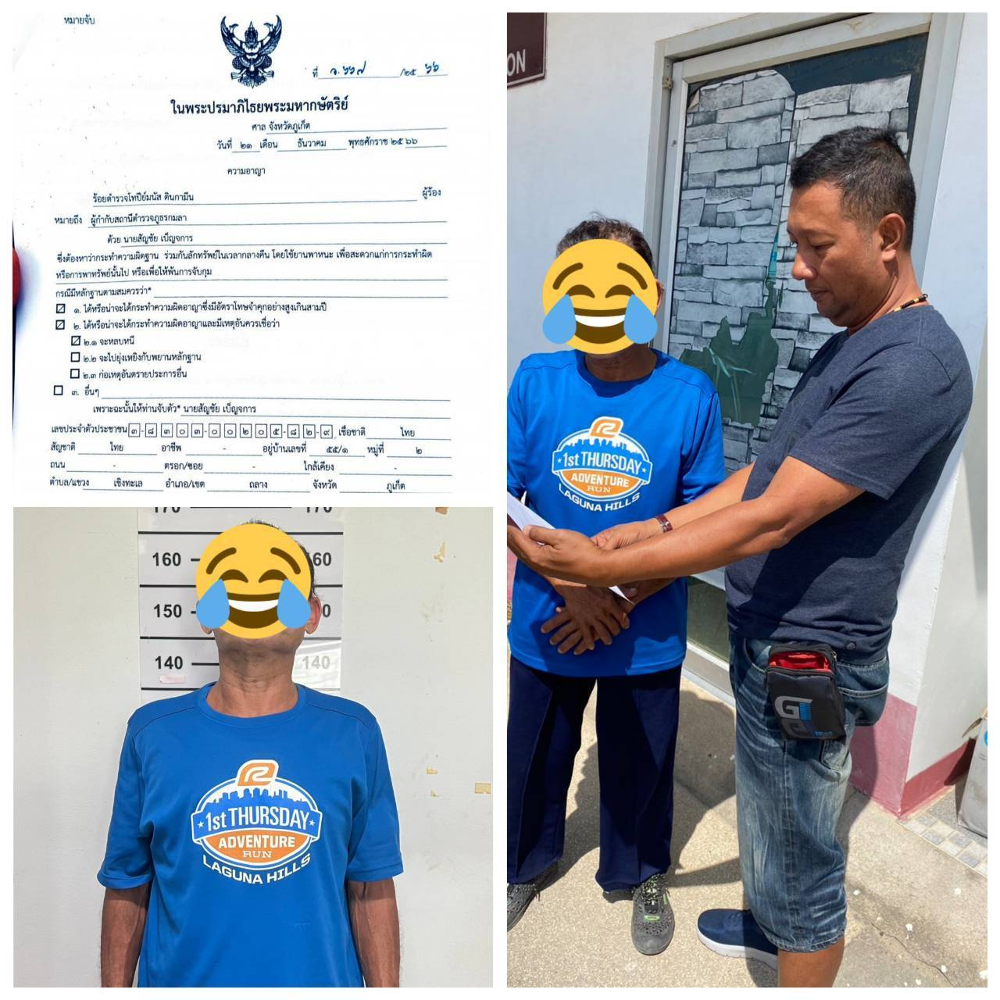 หมายจับ
ที่ จ.๖๖๗ /๒๕ ๖๖
ในพระปรมาภิไธยพระมหากษัตริย์
ศาล จังหวัดภูเก็ต
วันที่ ๒๑ เดือน ธันวาคม พุทธศักราช ๒๕ ๖๖
ความอาญา
ร้อยตำรวจโทปิย์มนัส ดินกามีน ผู้ร้อง
หมายถึง ผู้กำกับสถานีตำรวจภูธรกมลา
ด้วย นายสัญชัย เบ็ญจการ
ซึ่งต้องหาว่ากระทำความผิดฐาน ร่วมกันลักทรัพย์ในเวลากลางคืน โดยใช้ยานพาหนะ เพื่อสะดวกแก่การกระทำผิด
หรือการพาทรัพย์นั้นไป หรือเพื่อให้พ้นการจับกุม
กรณีมีหลักฐานตามสมควรว่า*
๑. ได้หรือน่าจะได้กระทำความผิดอาญาซึ่งมีอัตราโทษจำคุกอย่างสูงเกินสามปี
๒. ได้หรือน่าจะได้กระทำความผิดอาญาและมีเหตุอันควรเชื่อว่า
๒.๑ จะหลบหนี
๒.๒ จะไปยุ่งเหยิงกับพยานหลักฐาน
๒.๓ ก่อเหตุอันตรายประการอื่น
๓. อื่นๆ
เพราะฉะนั้นให้ท่านจับตัว* นายสัญชัย เบ็ญจการ
เลขประจำตัวประชาชน ๓-๘๓๐๓-๐๐๒๐๕-๘๒-๙ เชื้อชาติ ไทย
สัญชาติ ไทย อาชีพ - อยู่บ้านเลขที่ ๕๕/๑ หมู่ที่ ๒
ถนน - ตรอก/ซอย - ใกล้เคียง -
ตำบล/แขวง เชิงทะเล อำเภอ/เขต ถลาง จังหวัด ภูเก็ต
170 170
160 160
150
140 140
1st THURSDAY
ADVENTURE
RUN
LAGUNA HILLS
ON
1st THURSDAY
ADVENTURE
RUN
LAGUNA HILLS